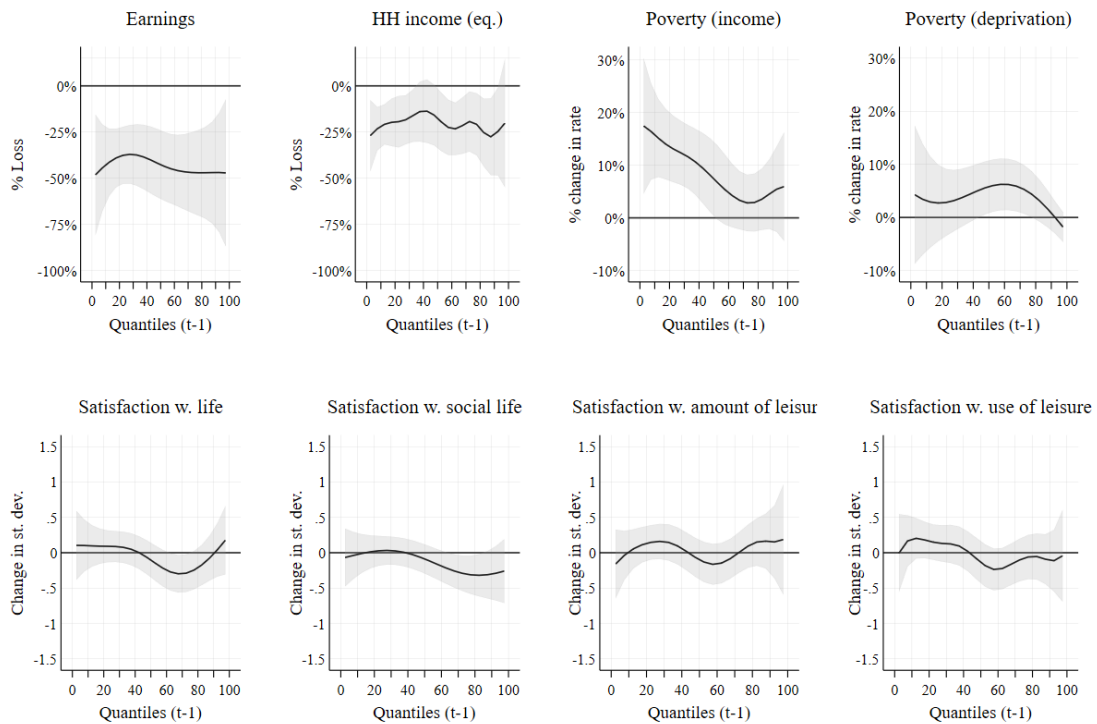 Earnings
% Loss
0%
-25%
-50%
-75%
-100%
0 20 40 60 80 100
Quantiles (t-1)
HH income (eq.)
% Loss
0%
-25%
-50%
-75%
-100%
0 20 40 60 80 100
Quantiles (t-1)
Poverty (income)
% change in rate
30%
20%
10%
0%
-10%
0 20 40 60 80 100
Quantiles (t-1)
Poverty (deprivation)
% change in rate
30%
20%
10%
0%
-10%
0 20 40 60 80 100
Quantiles (t-1)
Satisfaction w. life
Change in st. dev.
1.5
1
.5
0
-.5
-1
-1.5
0 20 40 60 80 100
Quantiles (t-1)
Satisfaction w. social life
Change in st. dev.
1.5
1
.5
0
-.5
-1
-1.5
0 20 40 60 80 100
Quantiles (t-1)
Satisfaction w. amount of leisur
Change in st. dev.
1.5
1
.5
0
-.5
-1
-1.5
0 20 40 60 80 100
Quantiles (t-1)
Satisfaction w. use of leisure
Change in st. dev.
1.5
1
.5
0
-.5
-1
-1.5
0 20 40 60 80 100
Quantiles (t-1)